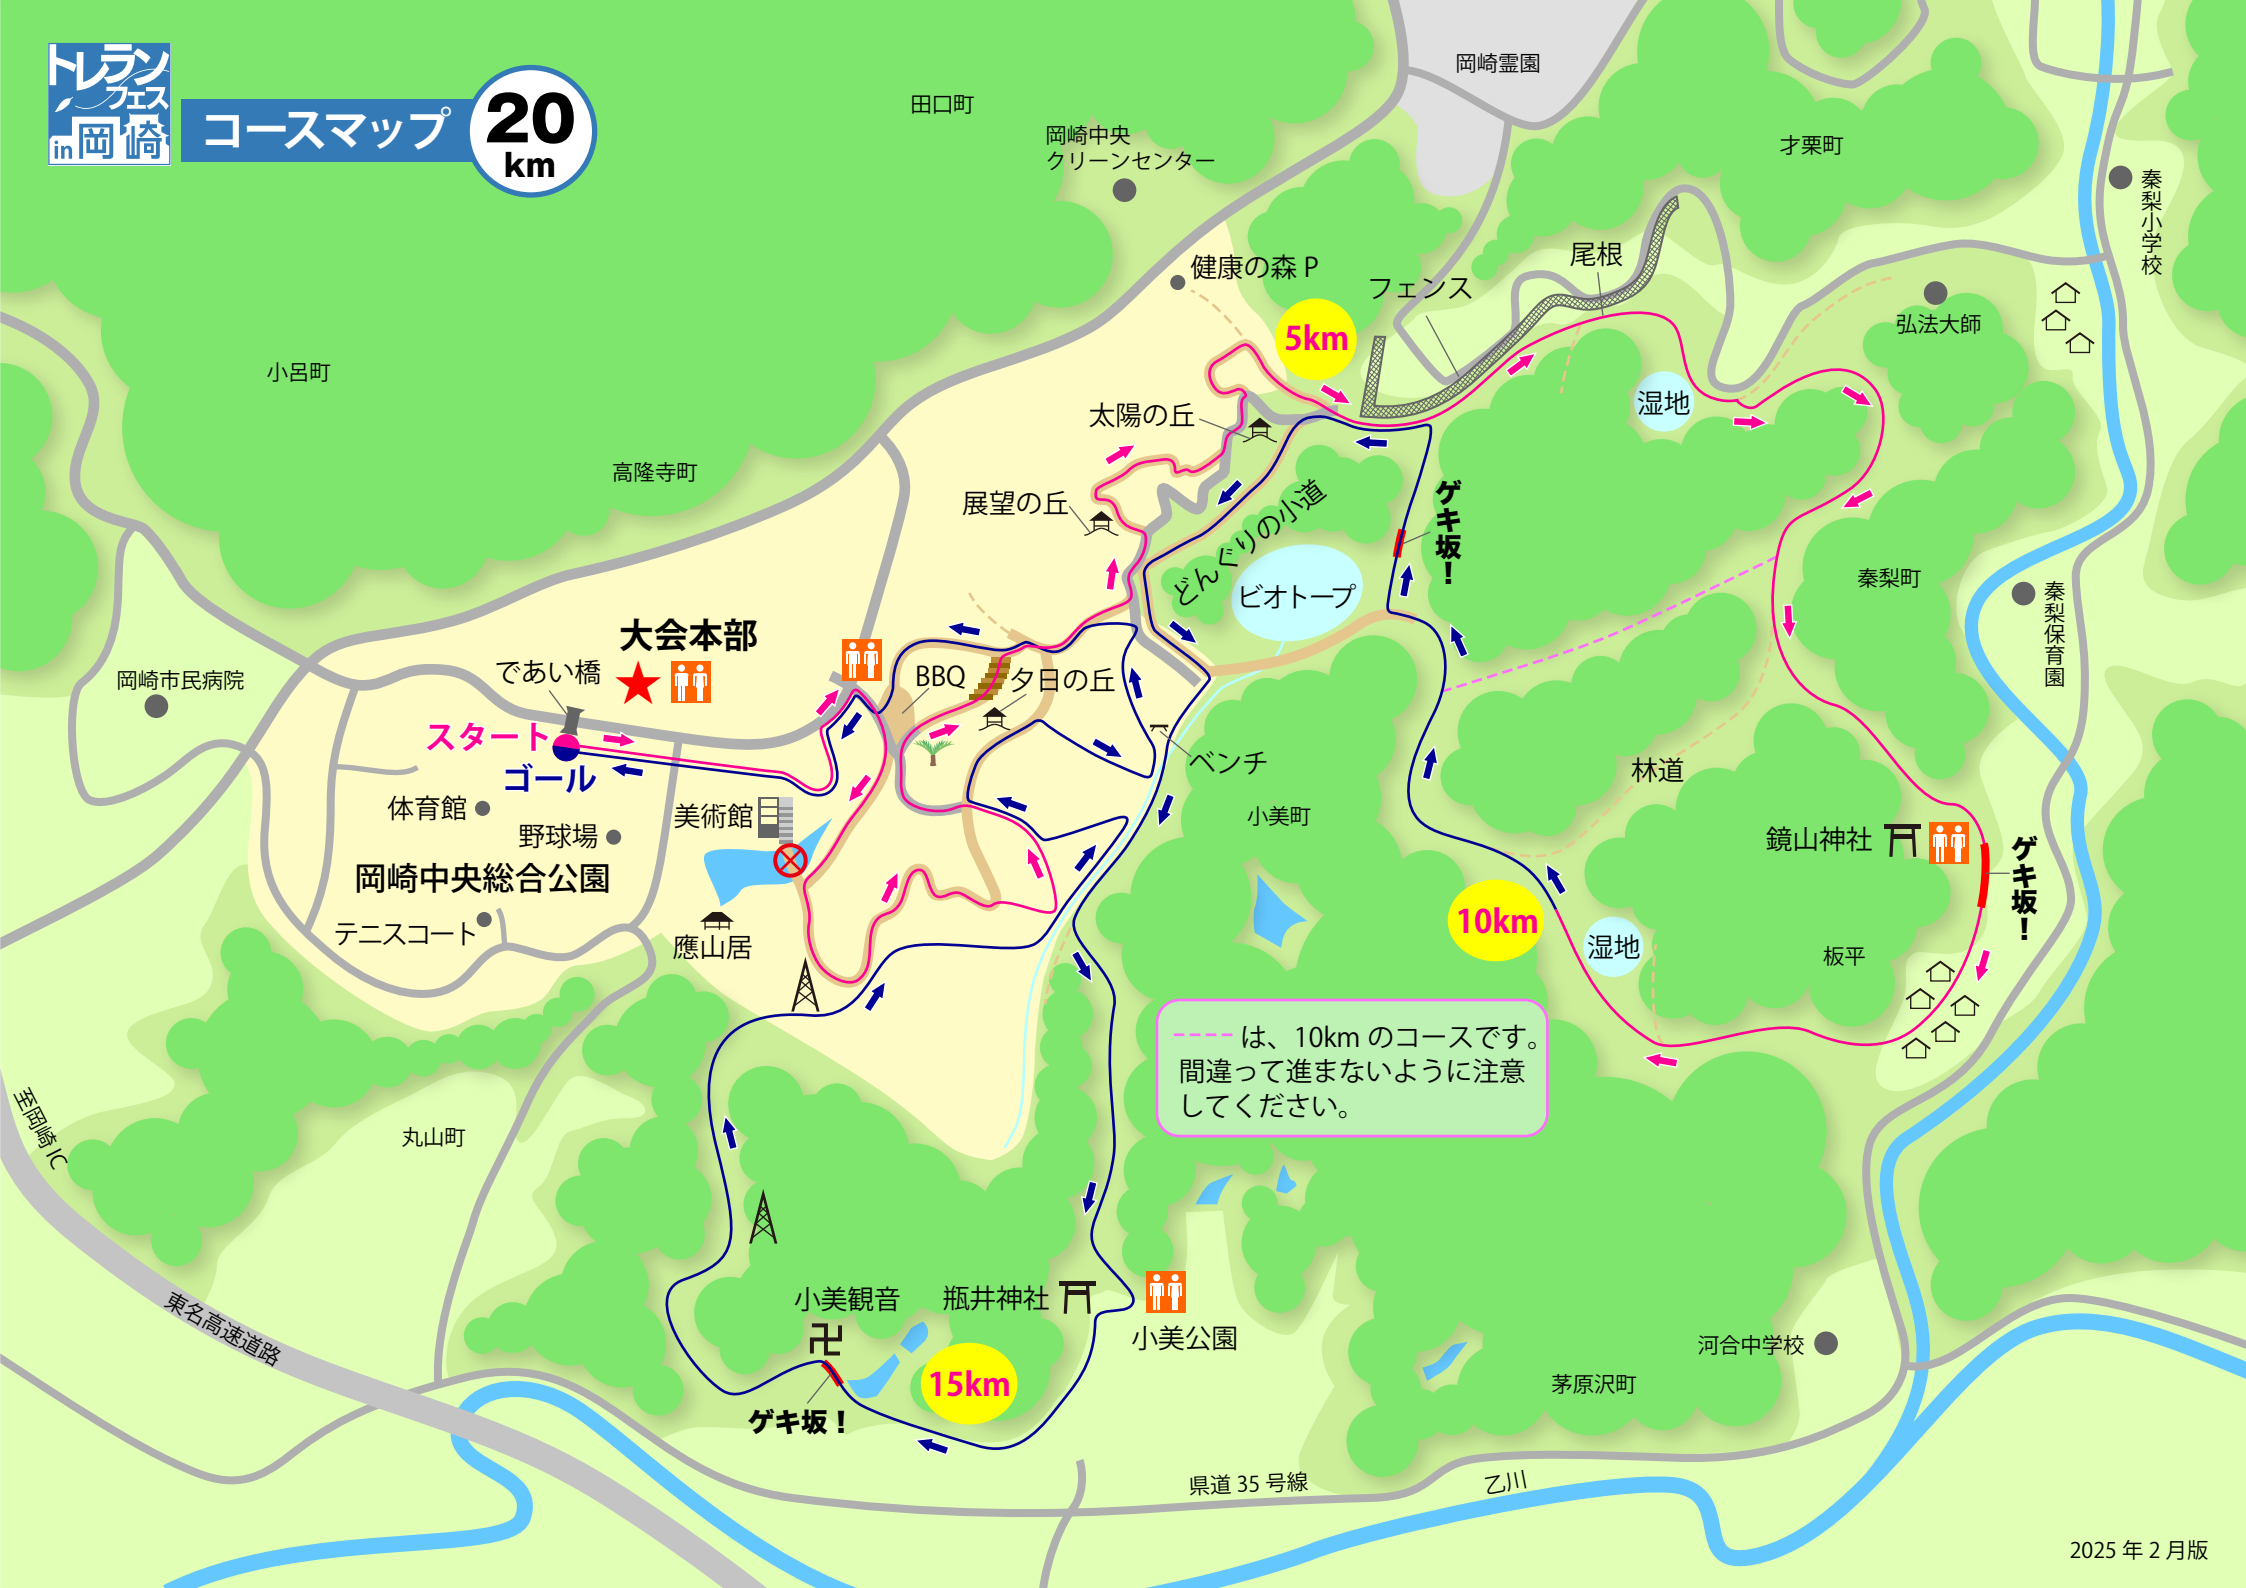 トレラン
フェス
in 岡崎
コースマップ
20
km
岡崎霊園
田口町
岡崎中央
クリーンセンター
才栗町
秦梨小学校
健康の森 P
尾根
フェンス
5km
弘法大師
小呂町
湿地
太陽の丘
高隆寺町
展望の丘
どんぐりの小道
ゲキ坂！
ビオトープ
秦梨町
秦梨保育園
大会本部
であい橋
岡崎市民病院
BBQ
夕日の丘
スタート
ゴール
ベンチ
林道
体育館
美術館
小美町
野球場
鏡山神社
ゲキ坂！
岡崎中央総合公園
10km
テニスコート
應山居
湿地
板平
は、10km のコースです。
間違って進まないように注意
してください。
至岡崎 IC
丸山町
小美観音
瓶井神社
卍
小美公園
東名高速道路
15km
河合中学校
茅原沢町
ゲキ坂！
県道 35 号線
乙川
2025 年 2 月版